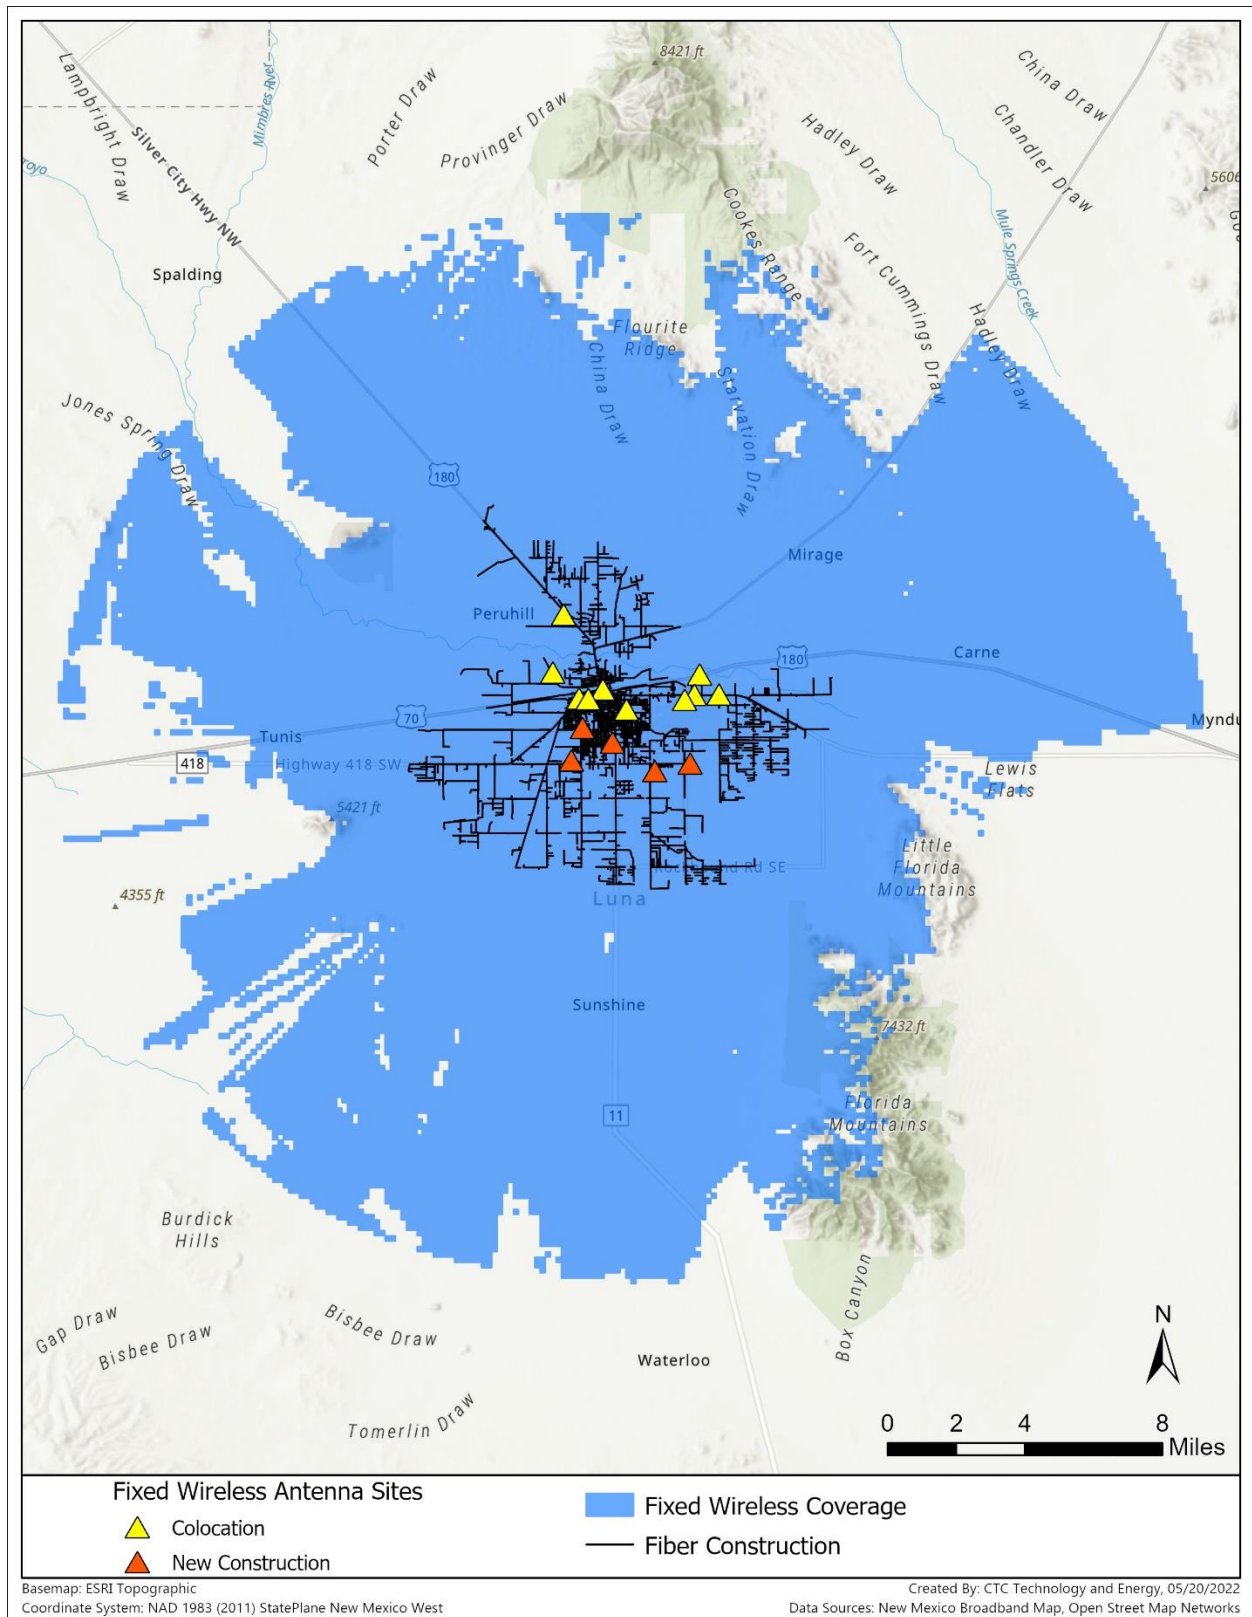 8421 ft
China Draw
Lampbright Draw
Mimbres River
Porter Draw
Provinger Draw
Hadley Draw
Chandler Draw
Silver City Hwy NW
royo
5606
Cookes Range
Mule Springs Creek
Fort Cummings Draw
Spalding
Hadley Draw
Flourite
Ridge
China Draw
Starvation Draw
Jones Spring Draw
180
Mirage
Peruhill
180
Carne
70
Myndu
Tunis
418
Highway 418 SW
Lewis
Flats
5421 ft
Little
Florida
Mountains
4355 ft
Rd SE
Luna
Sunshine
7432 ft
11
Florida
Mountains
Burdick
Hills
Box Canyon
Gap Draw
Bisbee Draw
Bisbee Draw
Waterloo
Tomerlin Draw
N
0 2 4 8
Miles
Fixed Wireless Antenna Sites
Colocation
New Construction
Fixed Wireless Coverage
Fiber Construction
Basemap: ESRI Topographic
Coordinate System: NAD 1983 (2011) StatePlane New Mexico West
Created By: CTC Technology and Energy, 05/20/2022
Data Sources: New Mexico Broadband Map, Open Street Map Networks